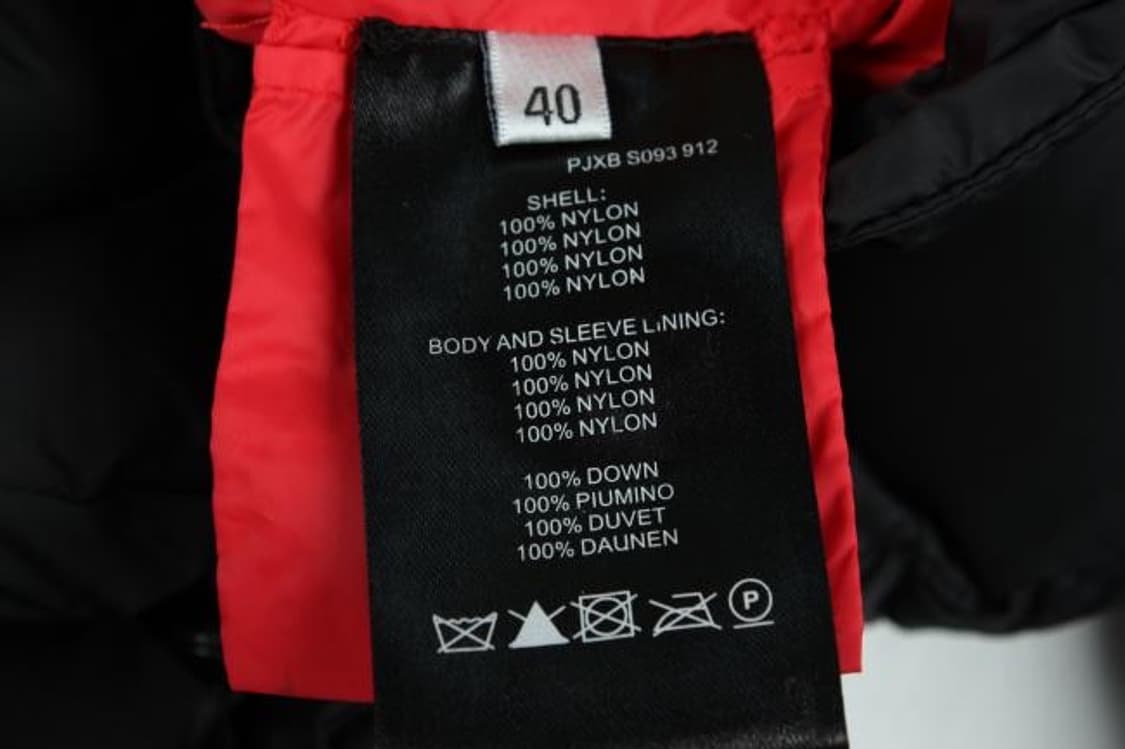 40
PJXB S093 912
SHELL:
100% NYLON
100% NYLON
100% NYLON
100% NYLON
BODY AND SLEEVE LINING:
100% NYLON
100% NYLON
100% NYLON
100% NYLON
100% DOWN
100% PIUMINO
100% DUVET
100% DAUNEN
P